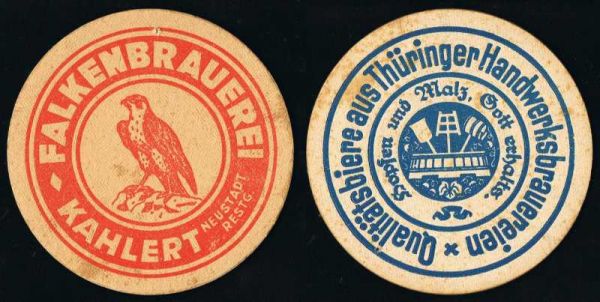 - FALKENBRAUEREI
KAHLERT
NEUSTADT
RESTG.
Qualitätsbiere aus Thüringer Handwerksbrauereien x
Hopfen und Malz, Gott erhalts.